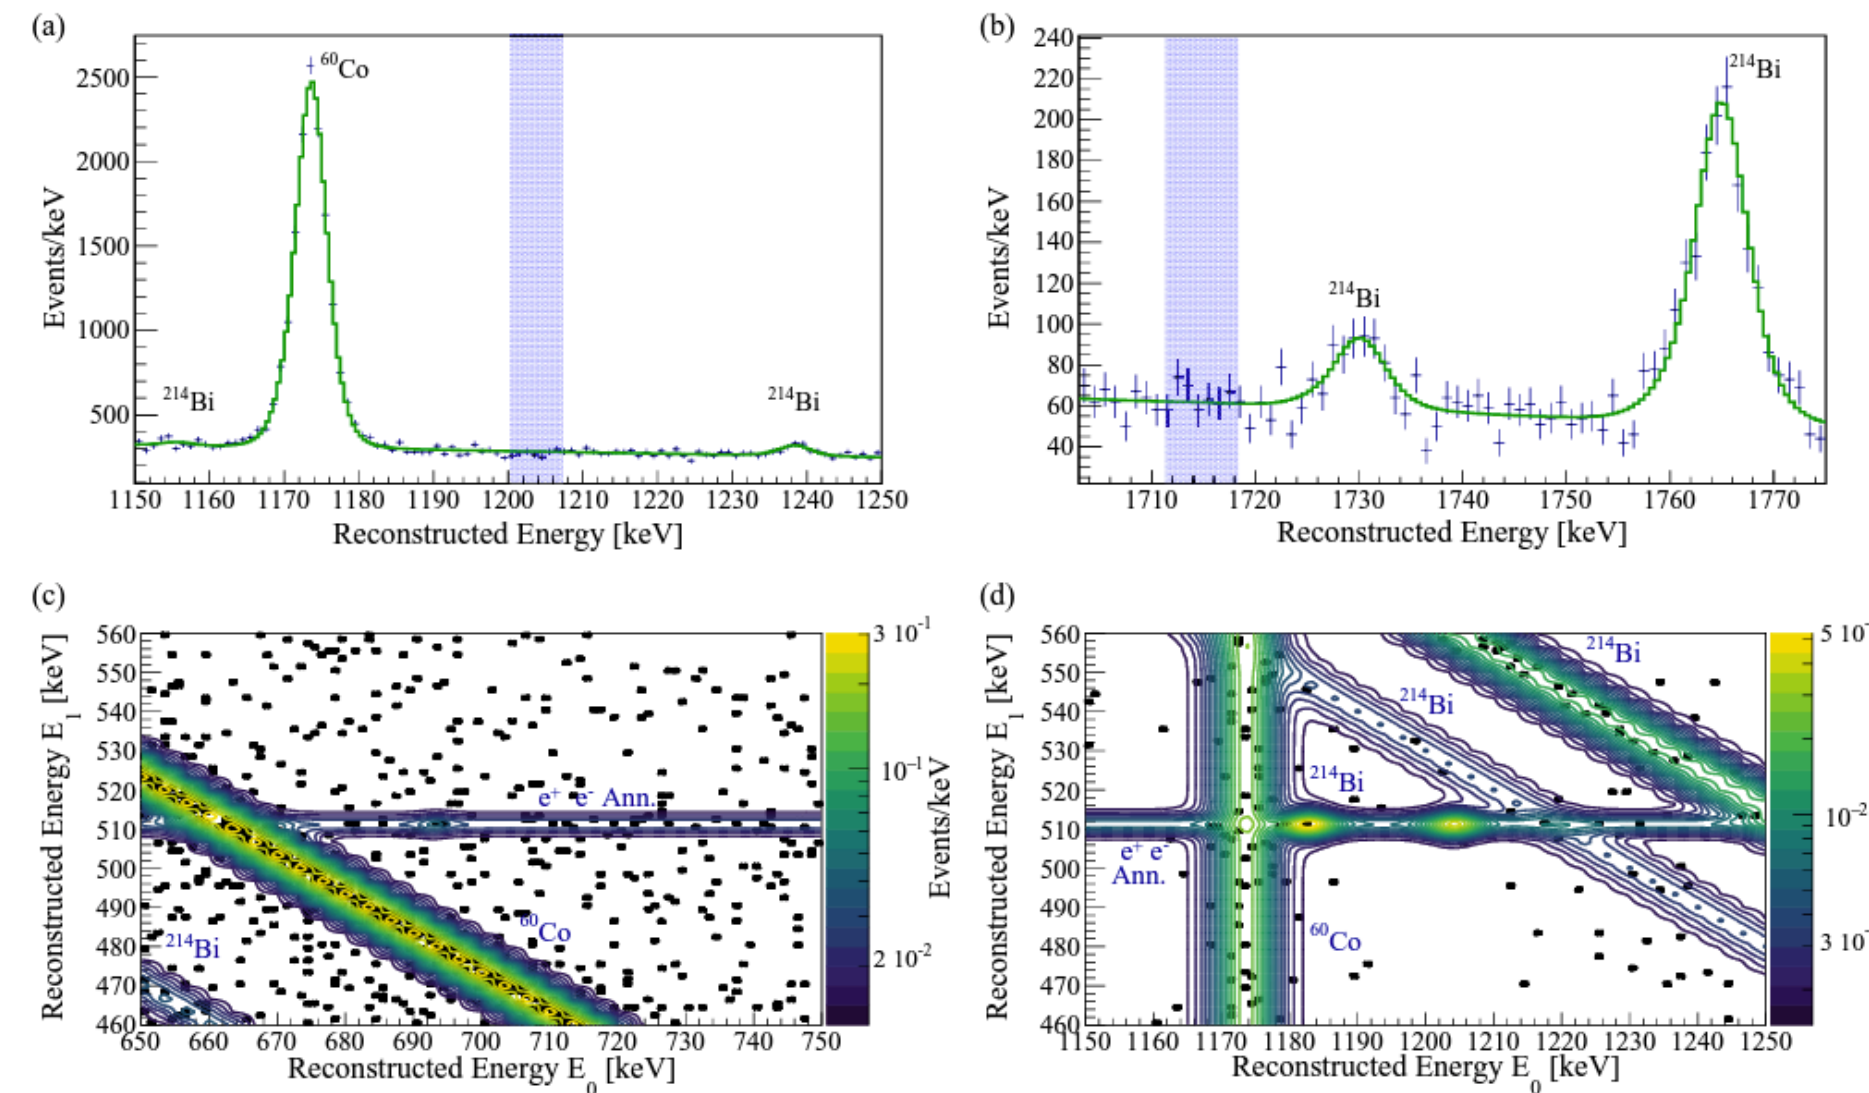 (a)
2500
2000
1500
1000
500
Events/keV
⁶⁰Co
²¹⁴Bi
²¹⁴Bi
1150 1160 1170 1180 1190 1200 1210 1220 1230 1240 1250
Reconstructed Energy [keV]
(b)
240
220
200
180
160
140
120
100
80
60
40
Events/keV
²¹⁴Bi
²¹⁴Bi
1710 1720 1730 1740 1750 1760 1770
Reconstructed Energy [keV]
(c)
560
550
540
530
520
510
500
490
480
470
460
Reconstructed Energy E₁ [keV]
e⁺ e⁻ Ann.
⁶⁰Co
²¹⁴Bi
650 660 670 680 690 700 710 720 730 740 750
Reconstructed Energy E₀ [keV]
3 10⁻¹
10⁻¹
2 10⁻²
Events/keV
(d)
560
550
540
530
520
510
500
490
480
470
460
Reconstructed Energy E₁ [keV]
²¹⁴Bi
²¹⁴Bi
²¹⁴Bi
e⁺ e⁻
Ann.
⁶⁰Co
1150 1160 1170 1180 1190 1200 1210 1220 1230 1240 1250
Reconstructed Energy E₀ [keV]
5 10⁻
10⁻²
3 10⁻